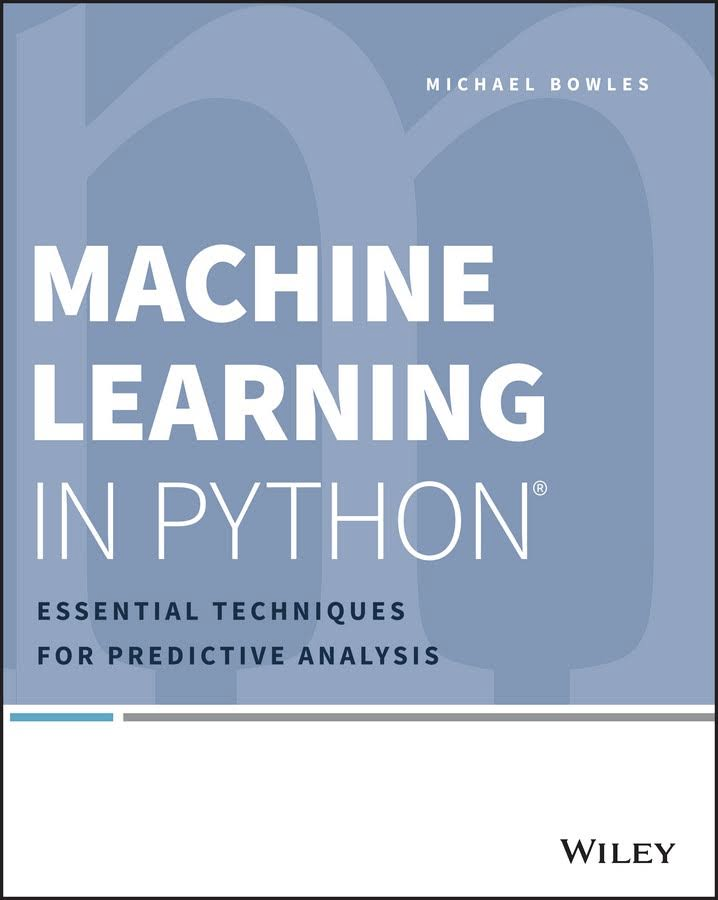 MICHAEL BOWLES
MACHINE
LEARNING
IN PYTHON®
ESSENTIAL TECHNIQUES
FOR PREDICTIVE ANALYSIS
WILEY